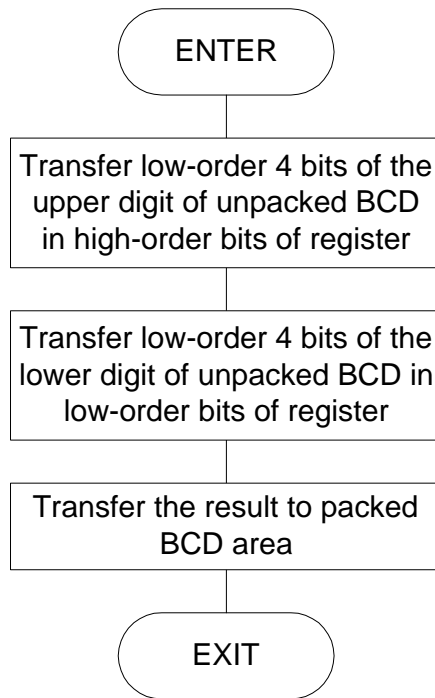 ENTER
Transfer low-order 4 bits of the
upper digit of unpacked BCD
in high-order bits of register
Transfer low-order 4 bits of the
lower digit of unpacked BCD in
low-order bits of register
Transfer the result to packed
BCD area
EXIT